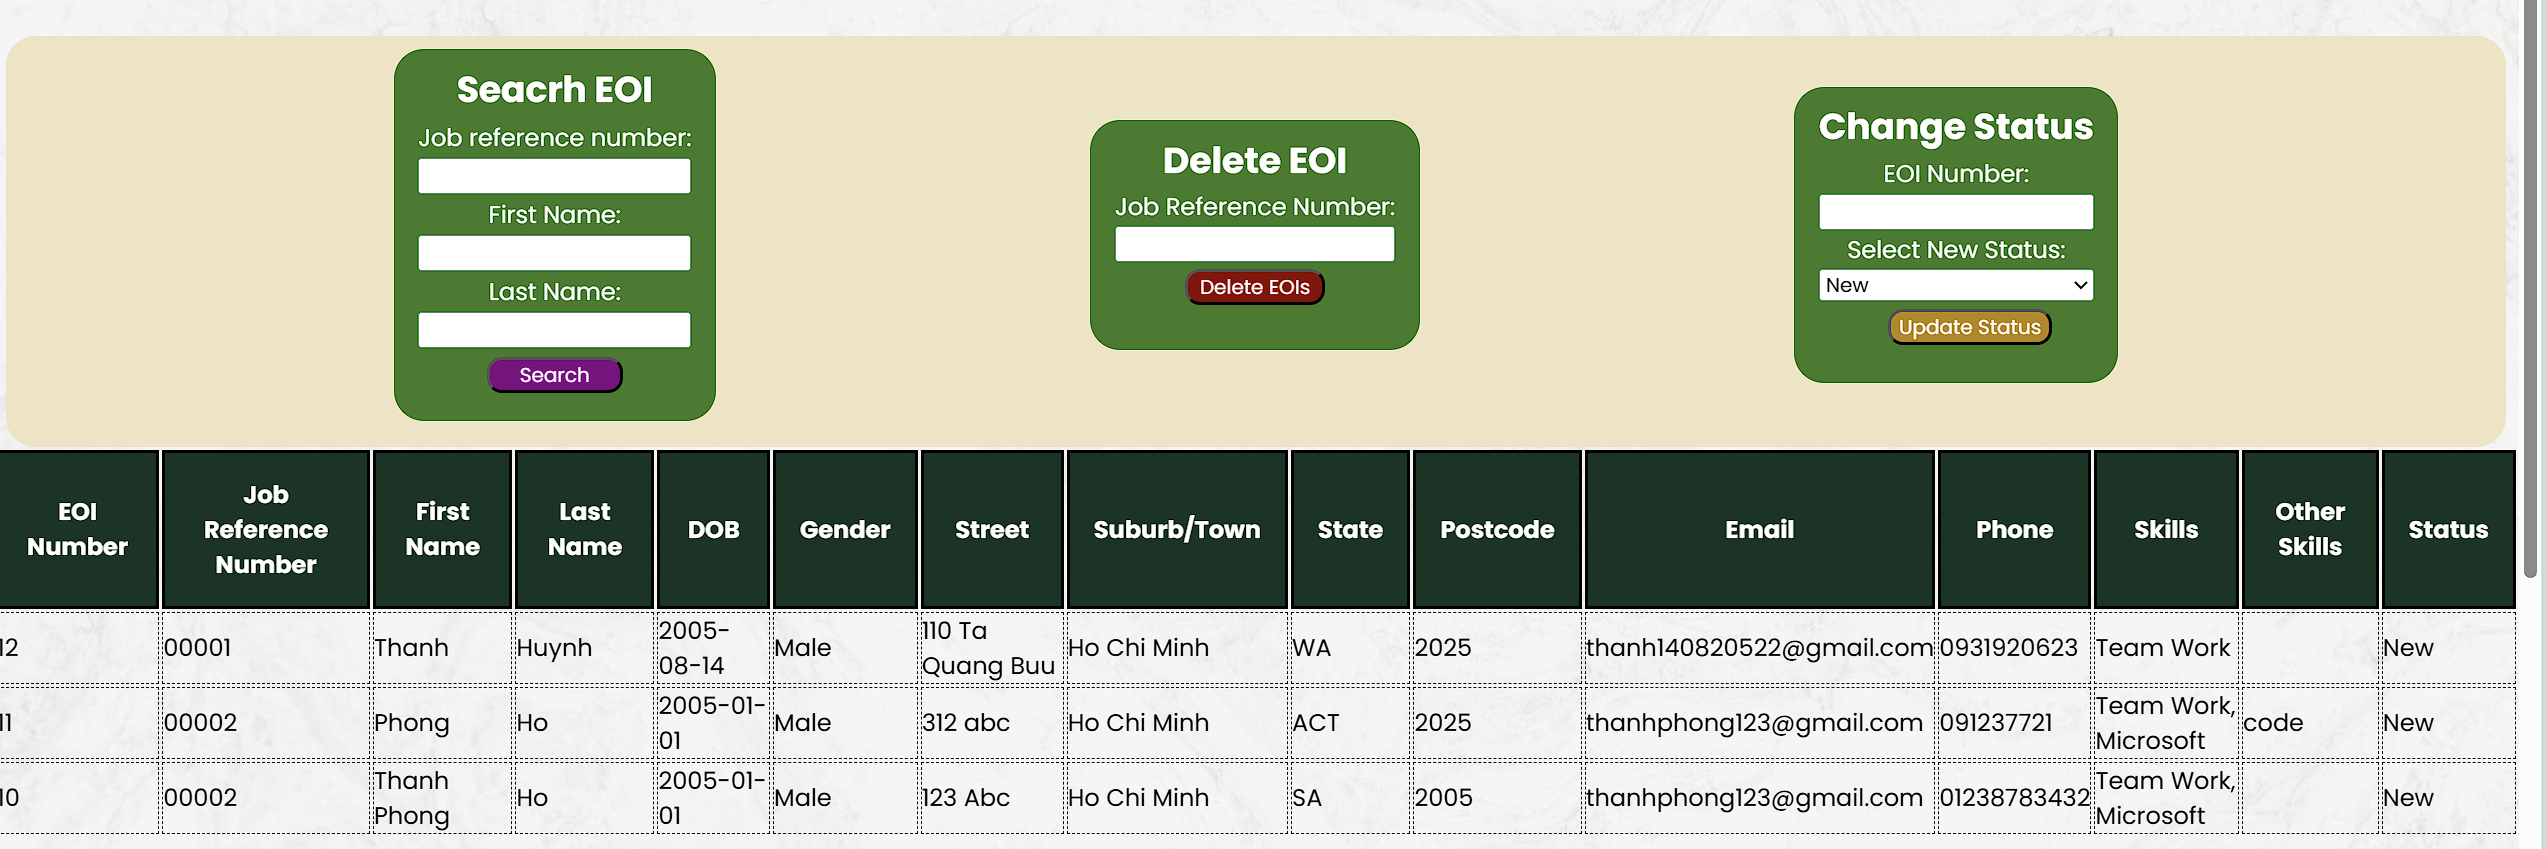 Seacrh EOI
Job reference number:
First Name:
Last Name:
Search
Delete EOI
Job Reference Number:
Delete EOIs
Change Status
EOI Number:
Select New Status:
New
Update Status
EOI Number
Job Reference Number
First Name
Last Name
DOB
Gender
Street
Suburb/Town
State
Postcode
Email
Phone
Skills
Other Skills
Status
12 00001 Thanh Huynh 2005-08-14 Male 110 Ta Quang Buu Ho Chi Minh WA 2025 thanh140820522@gmail.com 0931920623 Team Work New
11 00002 Phong Ho 2005-01-01 Male 312 abc Ho Chi Minh ACT 2025 thanhphong123@gmail.com 091237721 Team Work, Microsoft code New
10 00002 Thanh Phong Ho 2005-01-01 Male 123 Abc Ho Chi Minh SA 2005 thanhphong123@gmail.com 01238783432 Team Work, Microsoft New